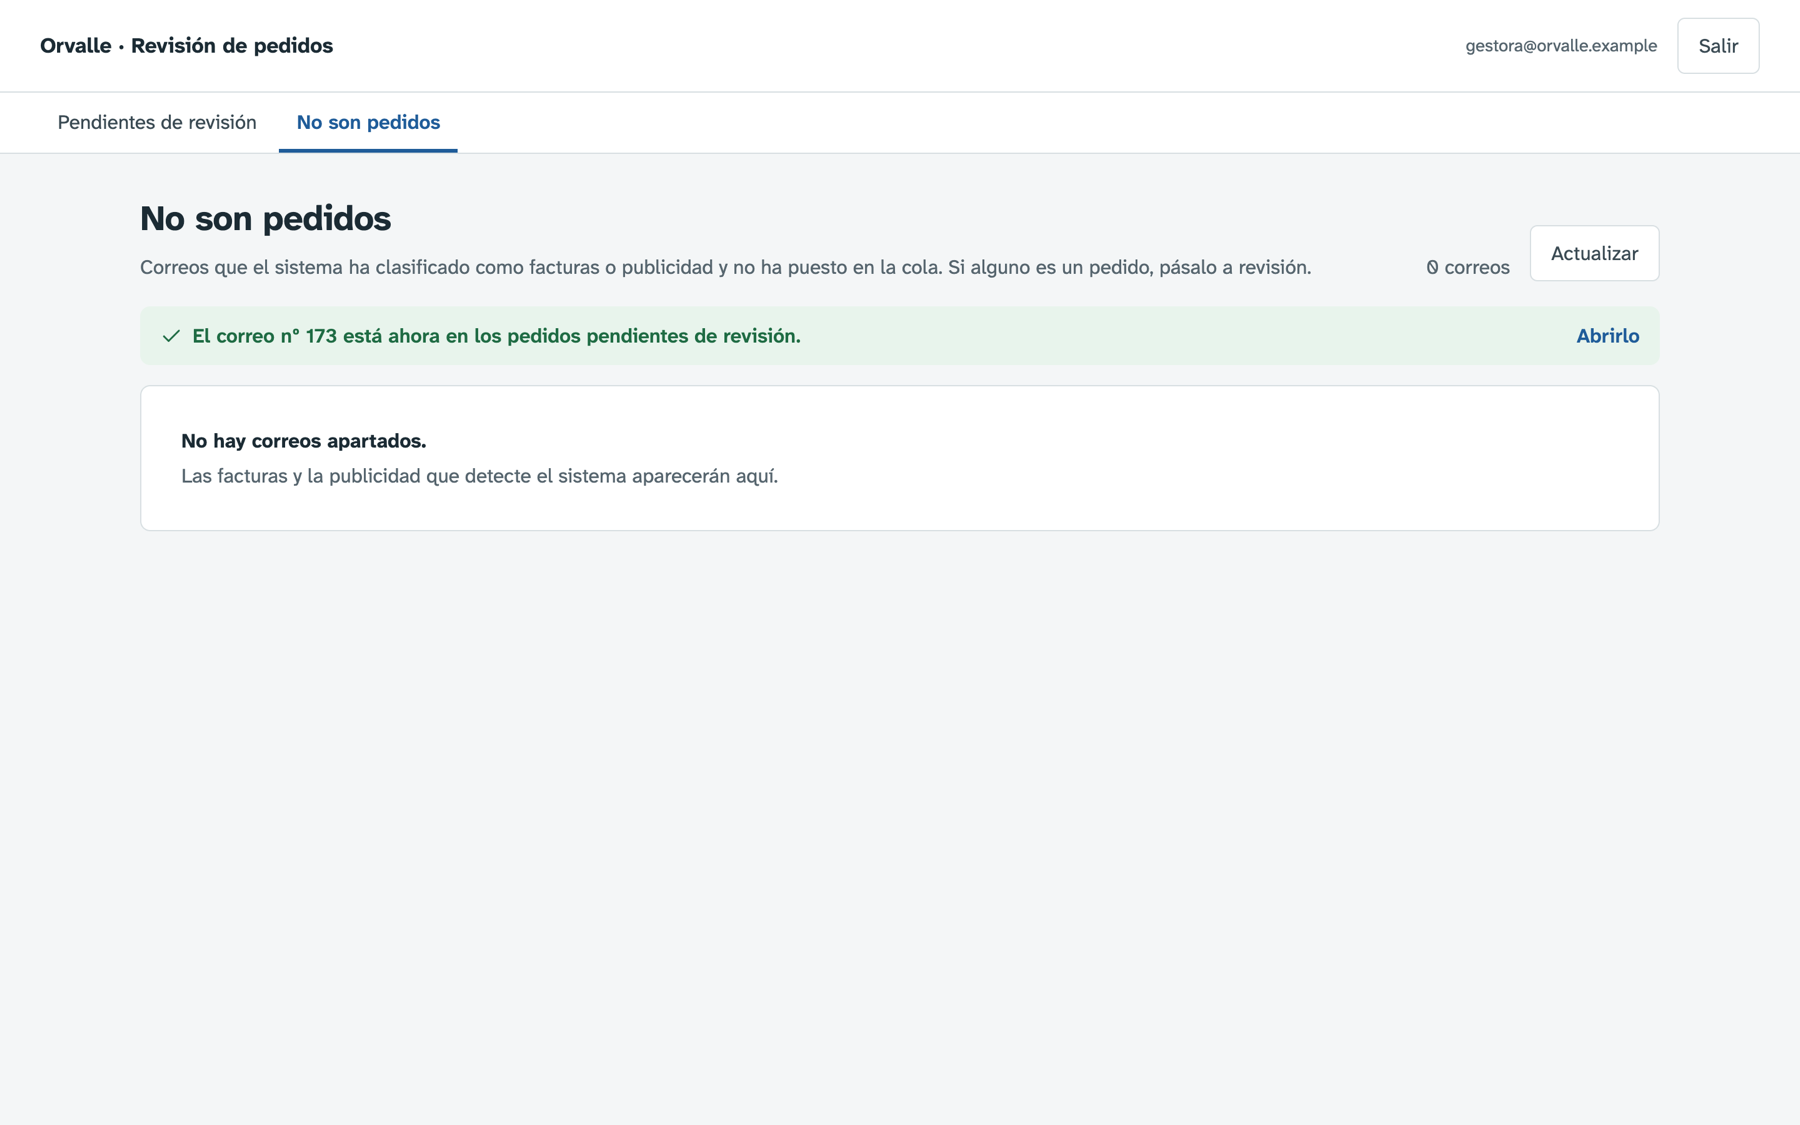 Orvalle · Revisión de pedidos
gestora@orvalle.example
Salir
Pendientes de revisión
No son pedidos
No son pedidos
Correos que el sistema ha clasificado como facturas o publicidad y no ha puesto en la cola. Si alguno es un pedido, pásalo a revisión.
0 correos
Actualizar
El correo n° 173 está ahora en los pedidos pendientes de revisión.
Abrirlo
No hay correos apartados.
Las facturas y la publicidad que detecte el sistema aparecerán aquí.